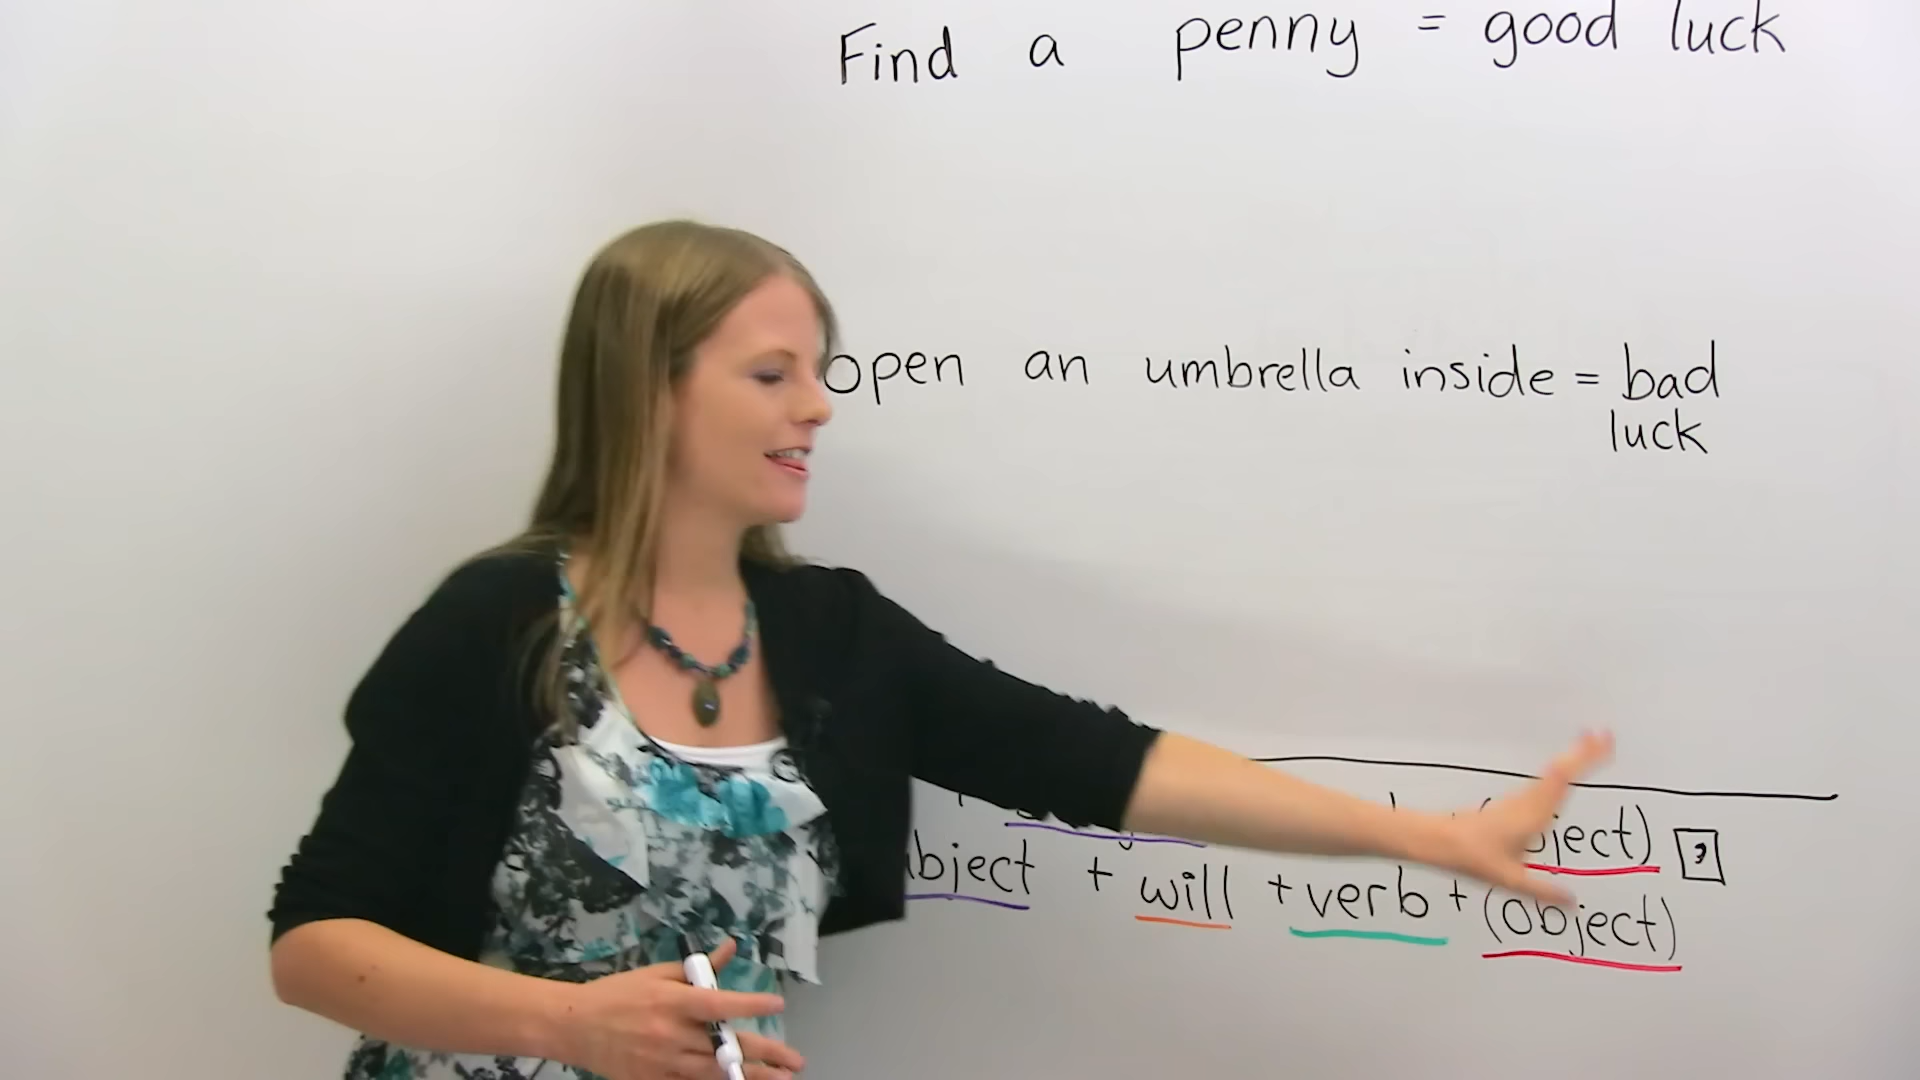 Find a penny = good luck
open an umbrella inside = bad
luck
(object) ,
+ will + verb + (object)